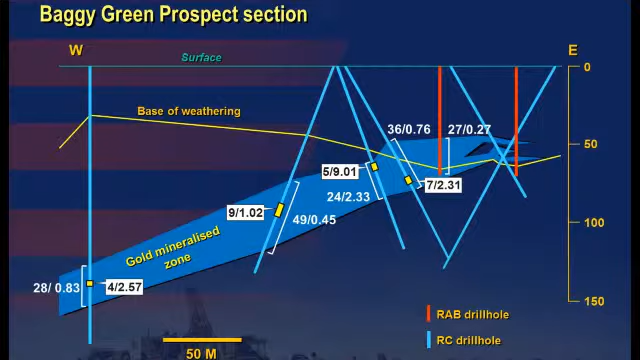 Baggy Green Prospect section
W
E
Surface
0
Base of weathering
36/0.76
27/0.27
50
5/9.01
7/2.31
24/2.33
9/1.02
49/0.45
100
Gold mineralised
zone
28/ 0.83
4/2.57
150
RAB drillhole
RC drillhole
50 M